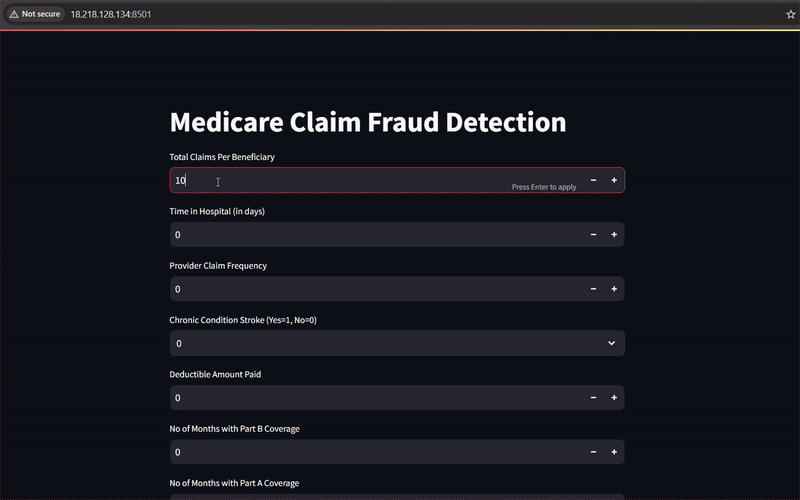 Not secure 18.218.128.134:8501
Medicare Claim Fraud Detection
Total Claims Per Beneficiary
10
Press Enter to apply
Time in Hospital (in days)
0
Provider Claim Frequency
0
Chronic Condition Stroke (Yes=1, No=0)
0
Deductible Amount Paid
0
No of Months with Part B Coverage
0
No of Months with Part A Coverage